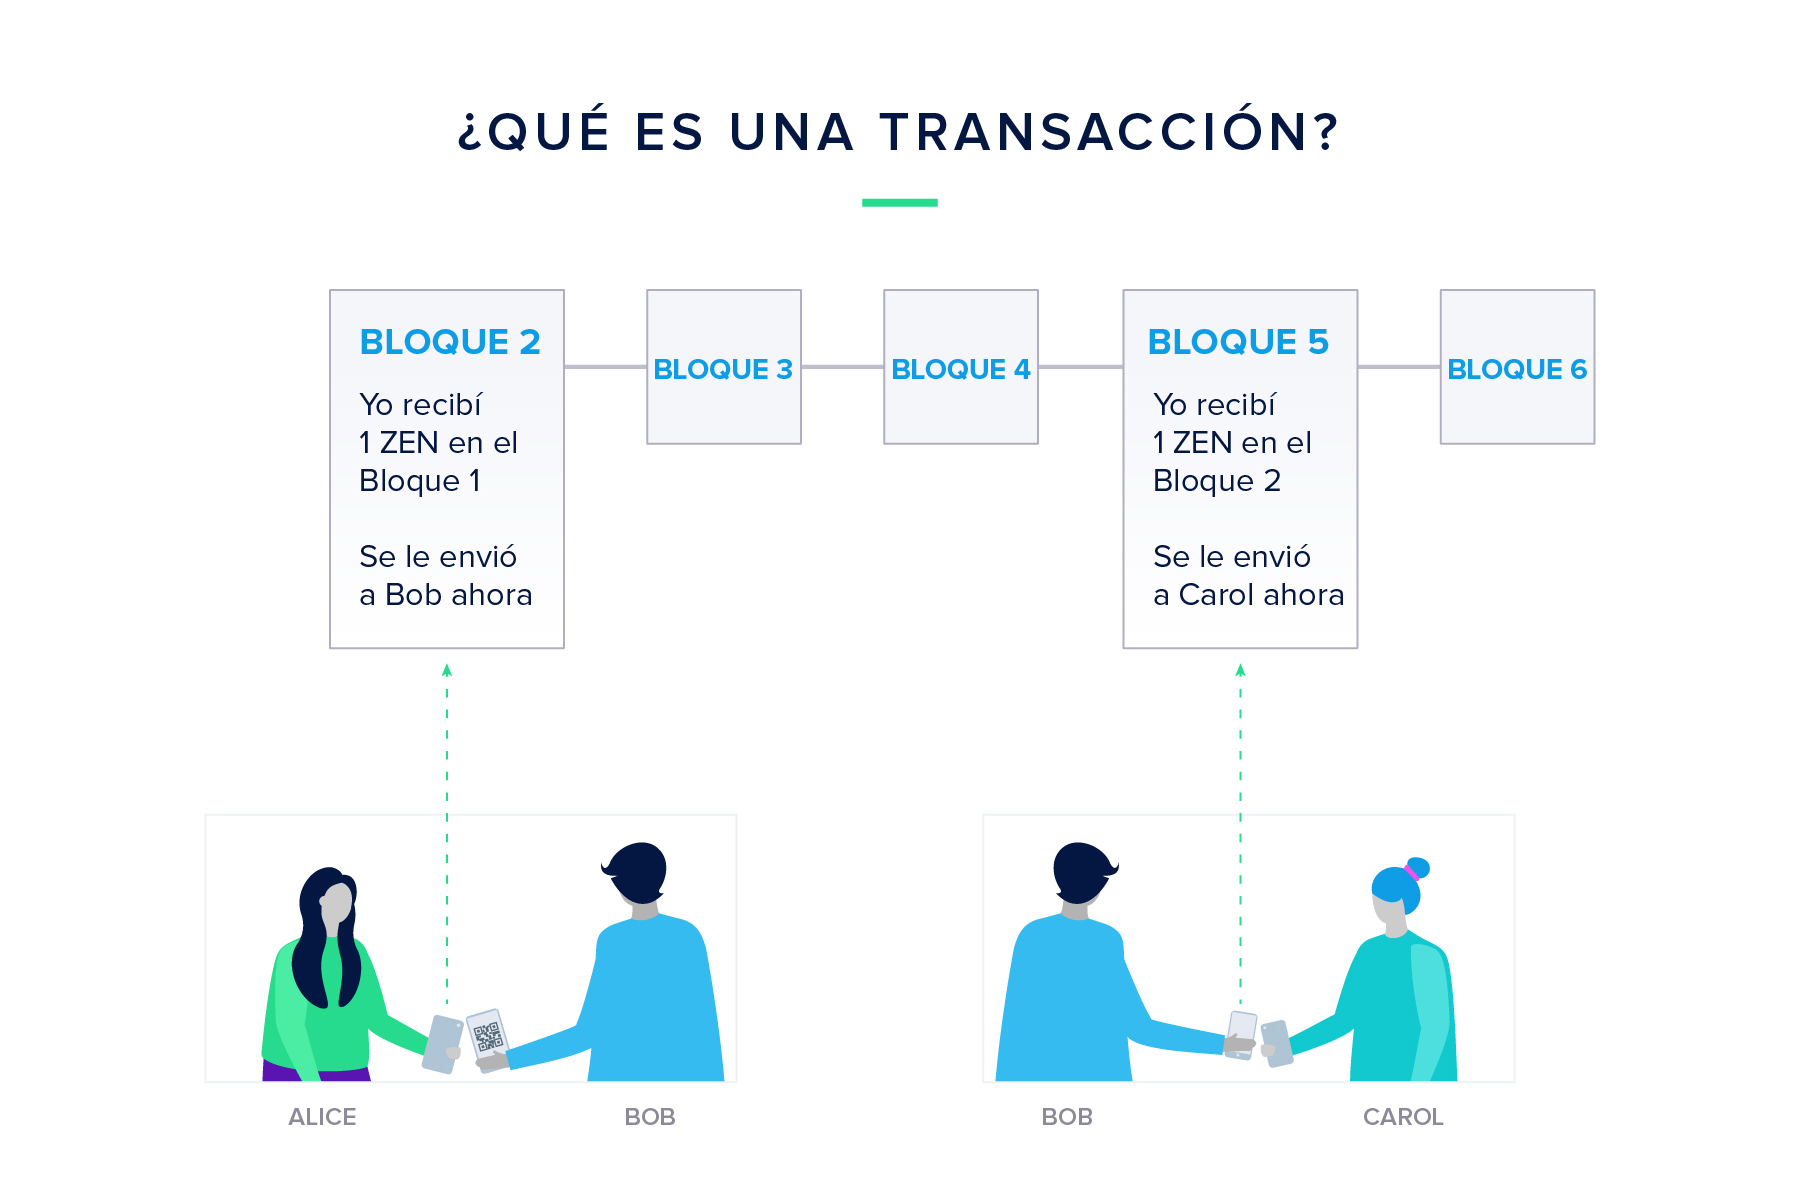 ¿QUÉ ES UNA TRANSACCIÓN?
BLOQUE 2
Yo recibí
1 ZEN en el
Bloque 1
Se le envió
a Bob ahora
BLOQUE 3
BLOQUE 4
BLOQUE 5
Yo recibí
1 ZEN en el
Bloque 2
Se le envió
a Carol ahora
BLOQUE 6
ALICE
BOB
BOB
CAROL